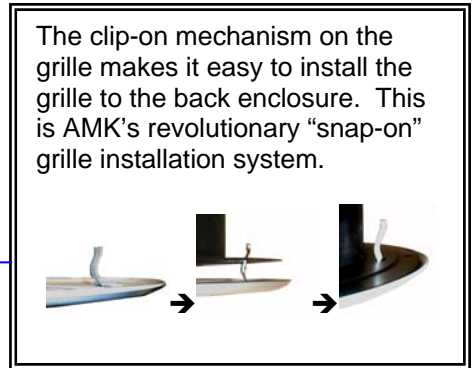 The clip-on mechanism on the
grille makes it easy to install the
grille to the back enclosure.  This
is AMK's revolutionary “snap-on”
grille installation system.